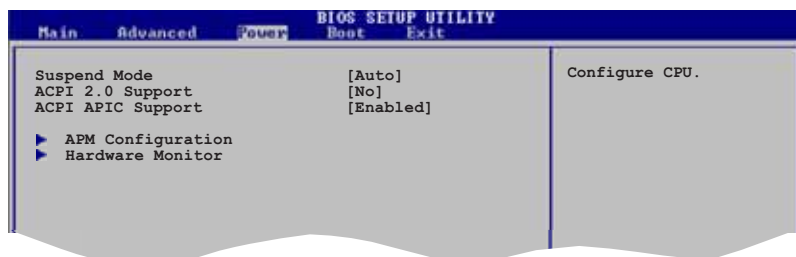 BIOS SETUP UTILITY
Main Advanced Power Boot Exit
Suspend Mode [Auto] Configure CPU.
ACPI 2.0 Support [No]
ACPI APIC Support [Enabled]
APM Configuration
Hardware Monitor